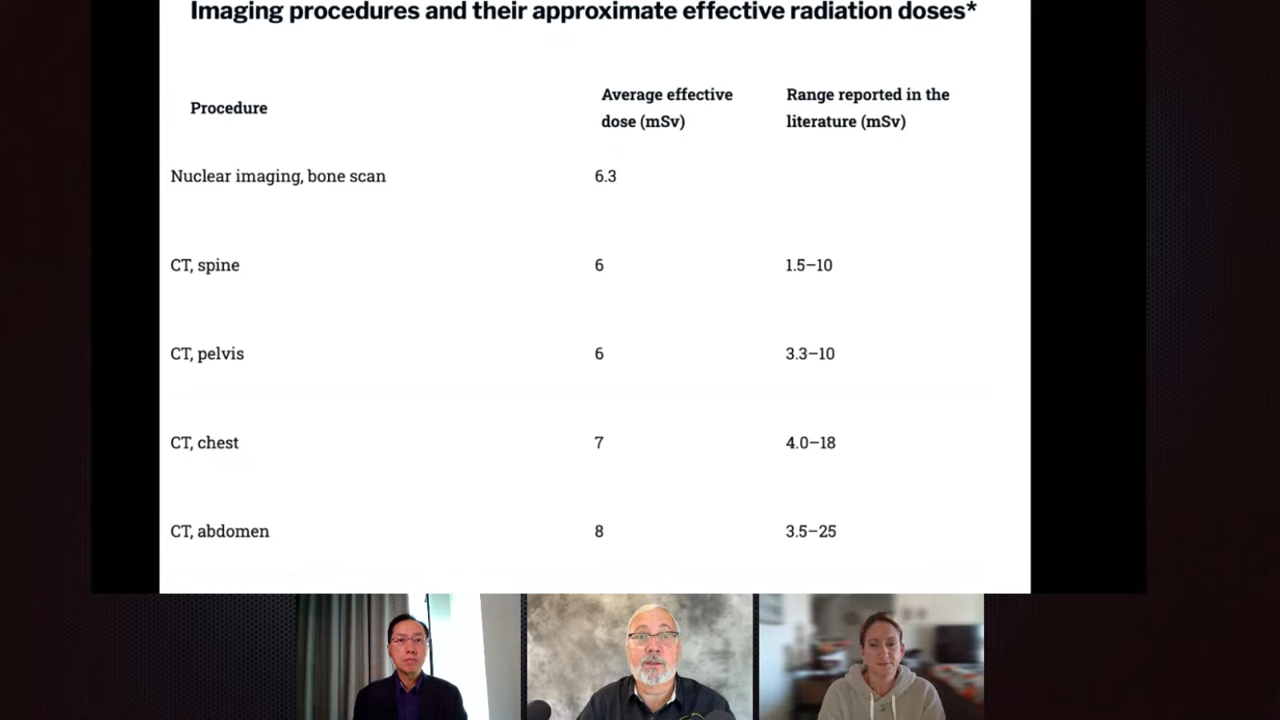 Imaging procedures and their approximate effective radiation doses*
Procedure
Average effective
dose (mSv)
Range reported in the
literature (mSv)
Nuclear imaging, bone scan 6.3
CT, spine 6 1.5–10
CT, pelvis 6 3.3–10
CT, chest 7 4.0–18
CT, abdomen 8 3.5–25